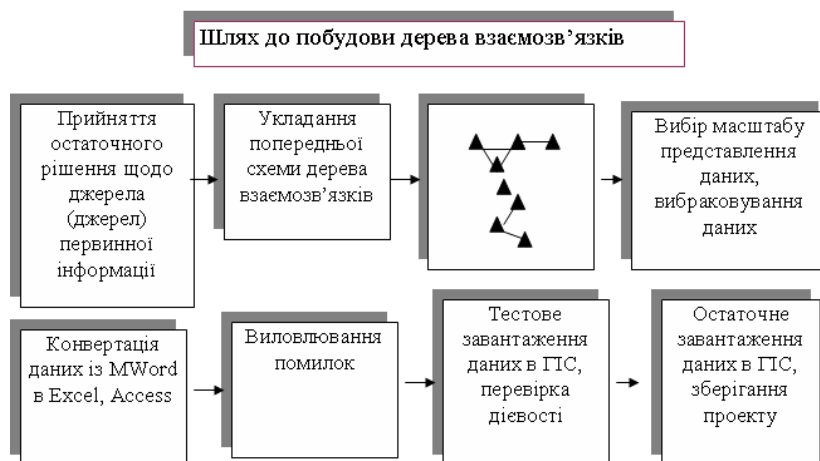 Шлях до побудови дерева взаємозв’язків
Прийняття
остаточного
рішення щодо
джерела
(джерел)
первинної
інформації
Укладання
попередньої
схеми дерева
взаємозв’язків
Вибір масштабу
представлення
даних,
вибраковування
даних
Конвертація
даних із MWord
в Excel, Access
Виловлювання
помилок
Тестове
завантаження
даних в ГІС,
перевірка
дієвості
Остаточне
завантаження
даних в ГІС,
зберігання
проекту